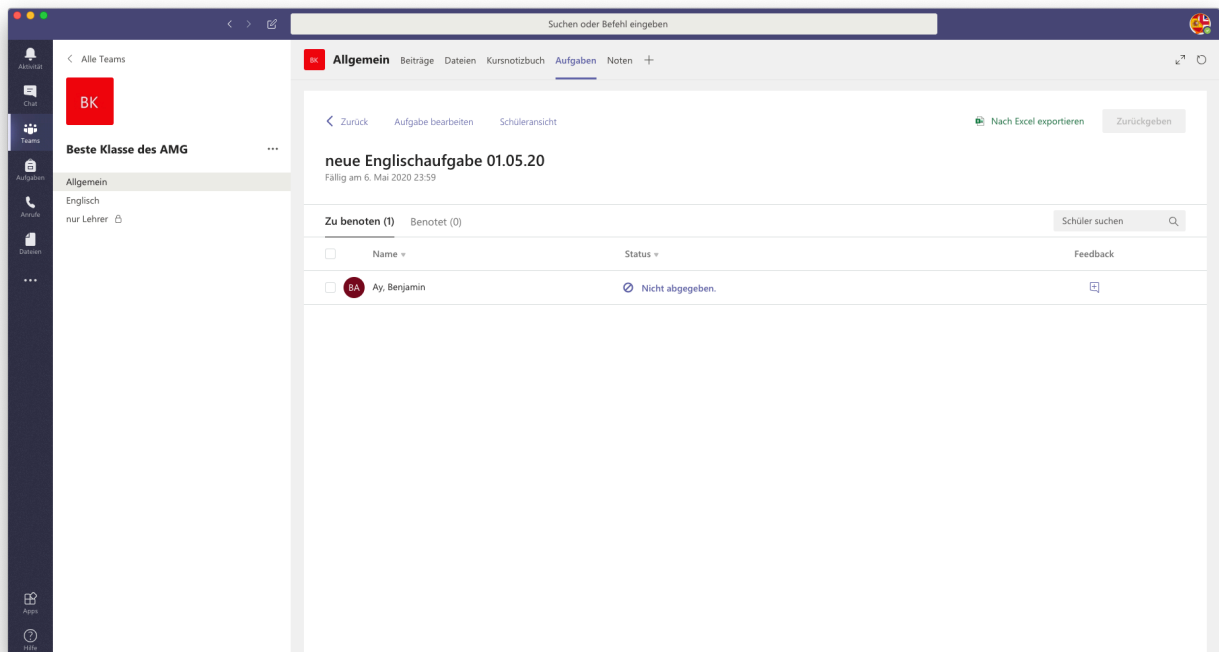 Suchen oder Befehl eingeben
Aktivität
Chat
Teams
Aufgaben
Anrufe
Dateien
Apps
Hilfe
Alle Teams
BK
Beste Klasse des AMG
Allgemein
Englisch
nur Lehrer
BK Allgemein Beiträge Dateien Kursnotizbuch Aufgaben Noten
Zurück Aufgabe bearbeiten Schüleransicht Nach Excel exportieren Zurückgeben
neue Englischaufgabe 01.05.20
Fällig am 6. Mai 2020 23:59
Zu benoten (1) Benotet (0) Schüler suchen
Name Status Feedback
BA Ay, Benjamin Nicht abgegeben.